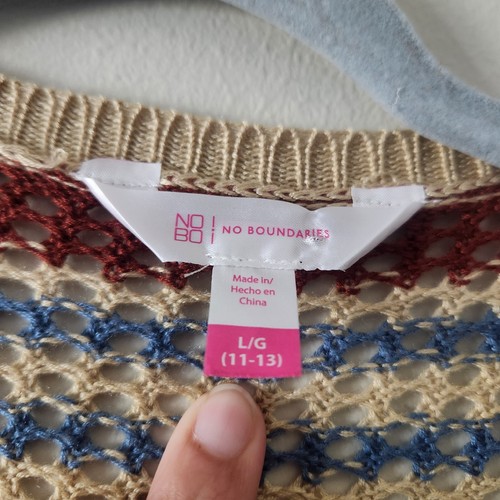 NO
BO
NO BOUNDARIES
Made in/
Hecho en
China
L/G
(11-13)